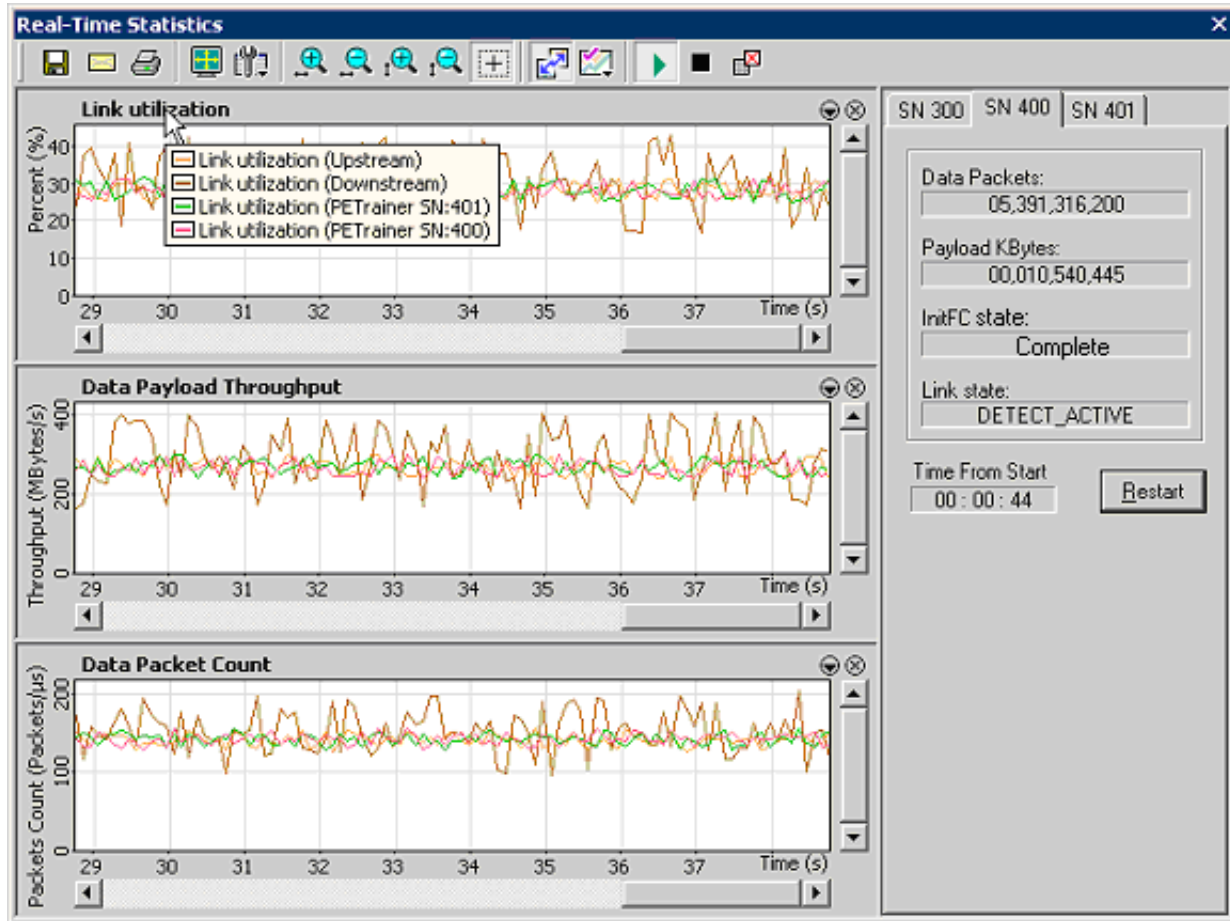 Real-Time Statistics
Link utilization
Percent (%)
40
30
20
10
0
Link utilization (Upstream)
Link utilization (Downstream)
Link utilization (PETrainer SN:401)
Link utilization (PETrainer SN:400)
29 30 31 32 33 34 35 36 37 Time (s)
Data Payload Throughput
Throughput (MBytes/s)
400
200
0
29 30 31 32 33 34 35 36 37 Time (s)
Data Packet Count
Packets Count (Packets/µs)
200
100
0
29 30 31 32 33 34 35 36 37 Time (s)
SN 300 SN 400 SN 401
Data Packets:
05,391,316,200
Payload KBytes:
00,010,540,445
InitFC state:
Complete
Link state:
DETECT_ACTIVE
Time From Start
00 : 00 : 44
Restart